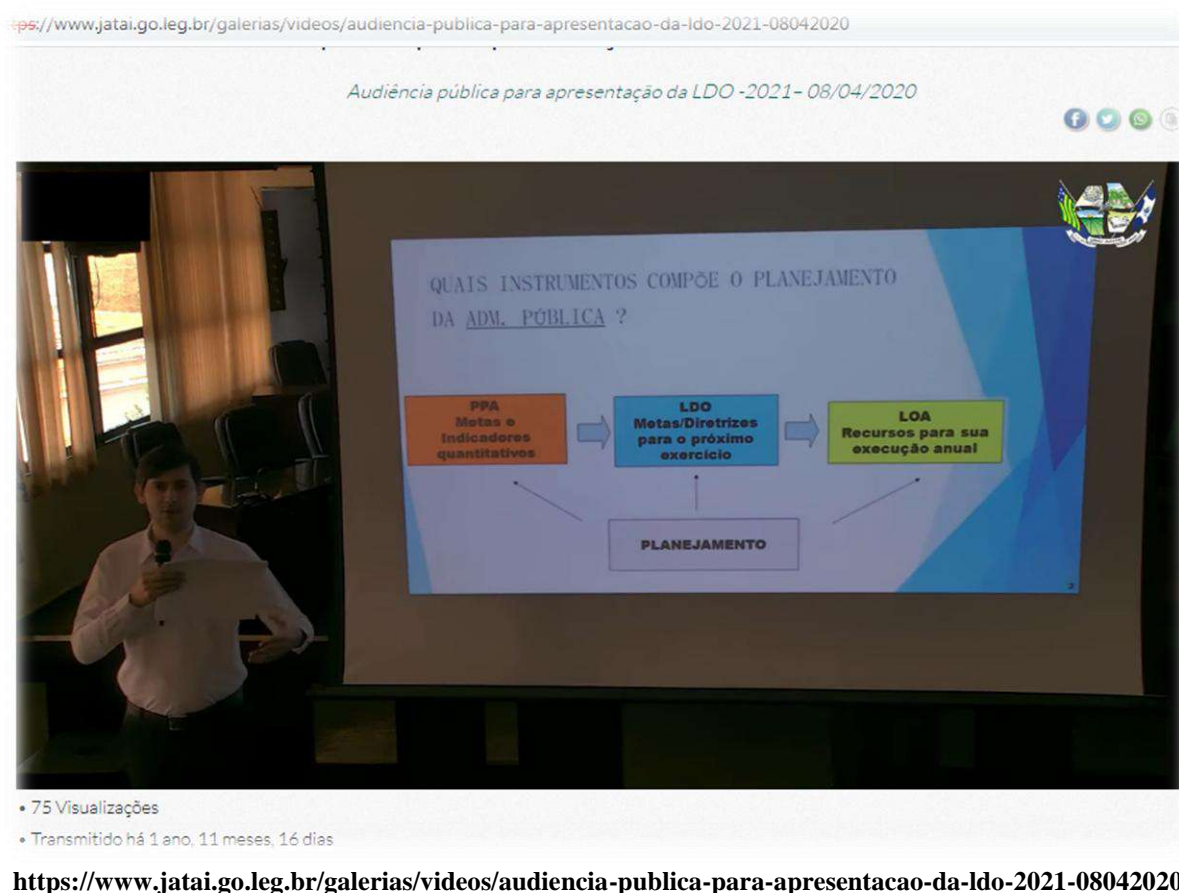 ps://www.jatai.go.leg.br/galerias/videos/audiencia-publica-para-apresentacao-da-ldo-2021-08042020
Audiência pública para apresentação da LDO -2021– 08/04/2020
QUAIS INSTRUMENTOS COMPÕE O PLANEJAMENTO
DA ADM. PÚBLICA ?
PPA
Metas e
Indicadores
quantitativos
LDO
Metas/Diretrizes
para o próximo
exercício
LOA
Recursos para sua
execução anual
PLANEJAMENTO
• 75 Visualizações
• Transmitido há 1 ano, 11 meses, 16 dias
https://www.jatai.go.leg.br/galerias/videos/audiencia-publica-para-apresentacao-da-ldo-2021-08042020